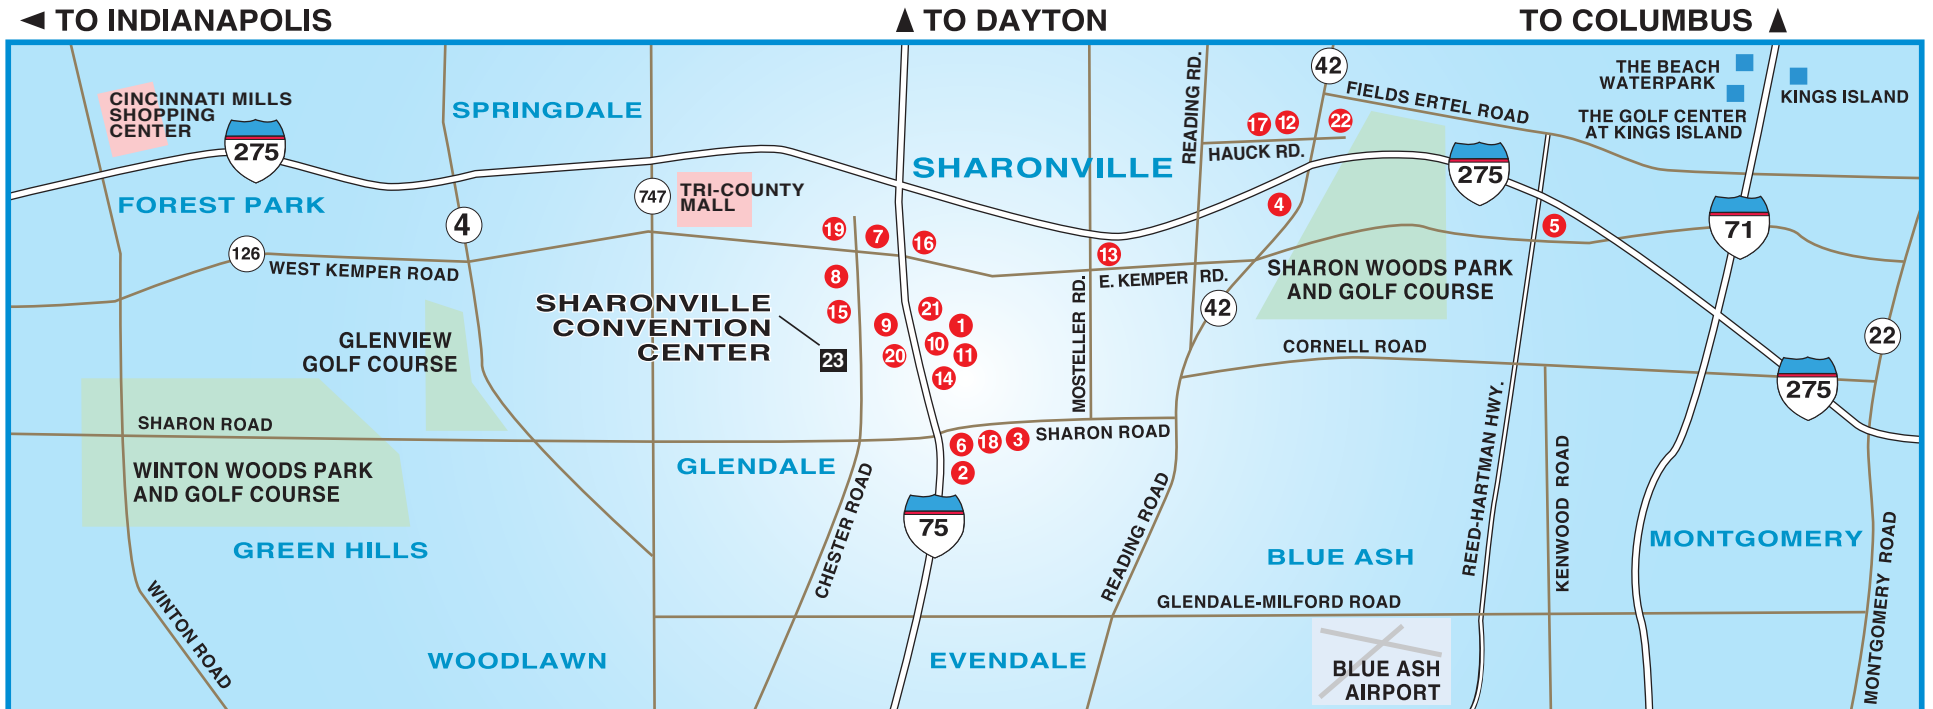 TO INDIANAPOLIS
TO DAYTON
TO COLUMBUS
CINCINNATI MILLS
SHOPPING
CENTER
SPRINGDALE
275
FOREST PARK
4
126
WEST KEMPER ROAD
747
TRI-COUNTY
MALL
SHARONVILLE
READING RD.
42
FIELDS ERTEL ROAD
17
12
22
HAUCK RD.
THE BEACH
WATERPARK
KINGS ISLAND
THE GOLF CENTER
AT KINGS ISLAND
275
71
4
5
19
7
16
13
8
E. KEMPER RD.
SHARON WOODS PARK
AND GOLF COURSE
42
MOSTELLER RD.
SHARONVILLE
CONVENTION
CENTER
23
15
9
21
1
20
10
11
14
GLENVIEW
GOLF COURSE
CORNELL ROAD
22
275
SHARON ROAD
WINTON WOODS PARK
AND GOLF COURSE
GREEN HILLS
GLENDALE
6
18
3
SHARON ROAD
2
75
CHESTER ROAD
READING ROAD
REED-HARTMAN HWY.
KENWOOD ROAD
MONTGOMERY
MONTGOMERY ROAD
BLUE ASH
GLENDALE-MILFORD ROAD
WINTON ROAD
WOODLAWN
EVENDALE
BLUE ASH
AIRPORT